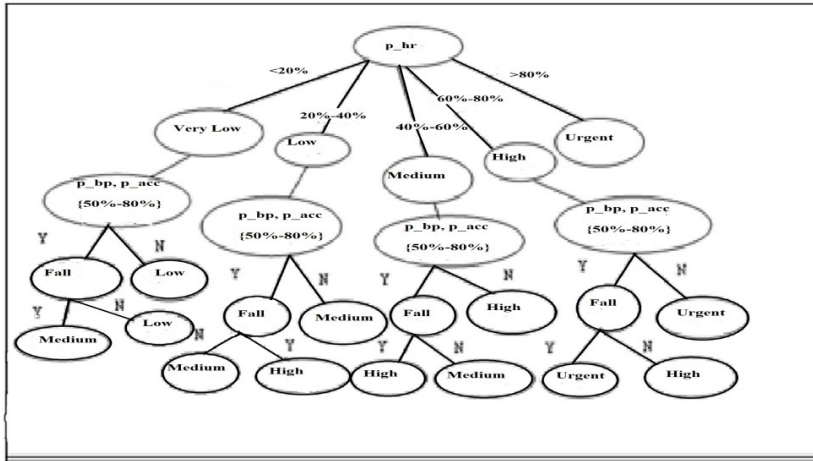 p_hr
<20%
20%-40%
40%-60%
60%-80%
>80%
Very Low
Low
Medium
High
Urgent
p_bp, p_acc
{50%-80%}
p_bp, p_acc
{50%-80%}
p_bp, p_acc
{50%-80%}
p_bp, p_acc
{50%-80%}
Y
N
Y
N
Y
N
Y
N
Fall
Low
Fall
Medium
Fall
High
Fall
Urgent
Y
N
N
Y
Y
N
Y
N
Medium
Low
Medium
High
High
Medium
Urgent
High